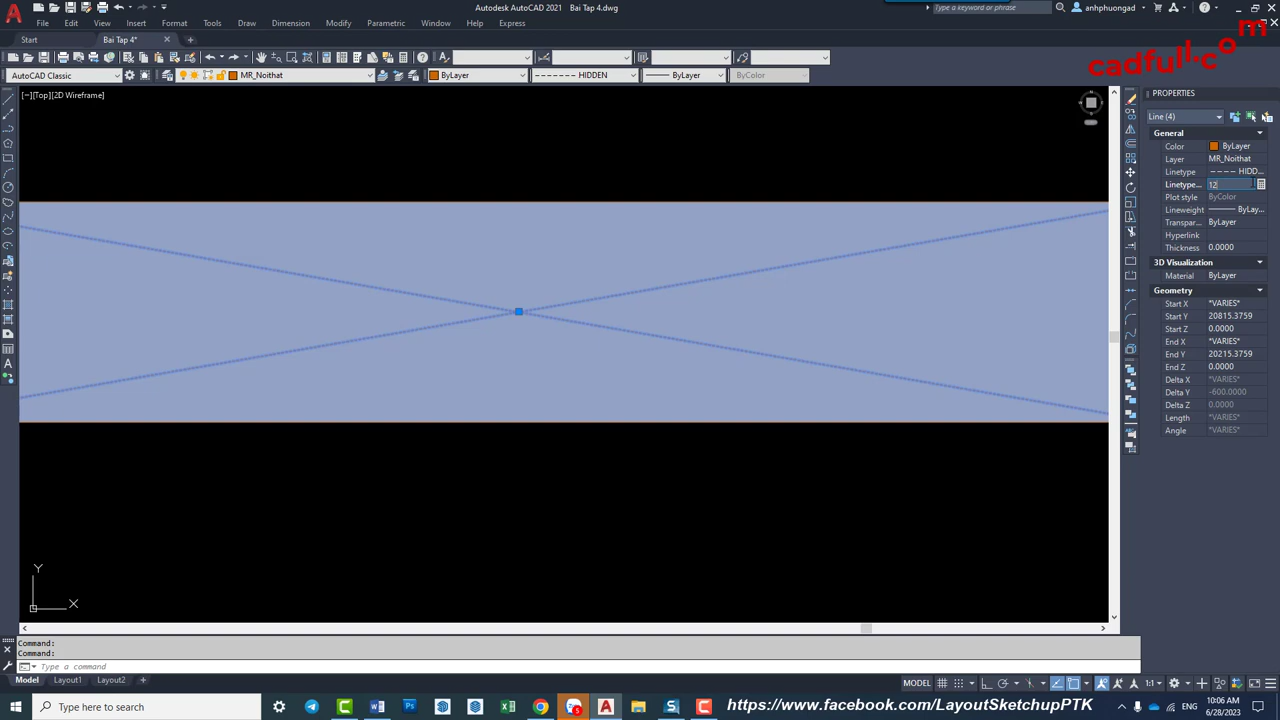 Autodesk AutoCAD 2021 Bai Tap 4.dwg
Type a keyword or phrase
anhphuongad
File Edit View Insert Format Tools Draw Dimension Modify Parametric Window Help Express
cadfull.com
Start
Bai Tap 4*
AutoCAD Classic
MR_Noithat
ByLayer
HIDDEN
ByLayer
ByColor
[−][Top][2D Wireframe]
PROPERTIES
Line (4)
General
Color ByLayer
Layer MR_Noithat
Linetype HIDD...
Linetype... 12
Plot style ByColor
Lineweight ByLay...
Transpar... ByLayer
Hyperlink
Thickness 0.0000
3D Visualization
Material ByLayer
Geometry
Start X *VARIES*
Start Y 20815.3759
Start Z 0.0000
End X *VARIES*
End Y 20215.3759
End Z 0.0000
Delta X *VARIES*
Delta Y -600.0000
Delta Z 0.0000
Length *VARIES*
Angle *VARIES*
Y
X
Command:
Command:
Type a command
Model Layout1 Layout2
MODEL
1:1
Type here to search
https://www.facebook.com/LayoutSketchupPTK
10:06 AM
6/28/2023